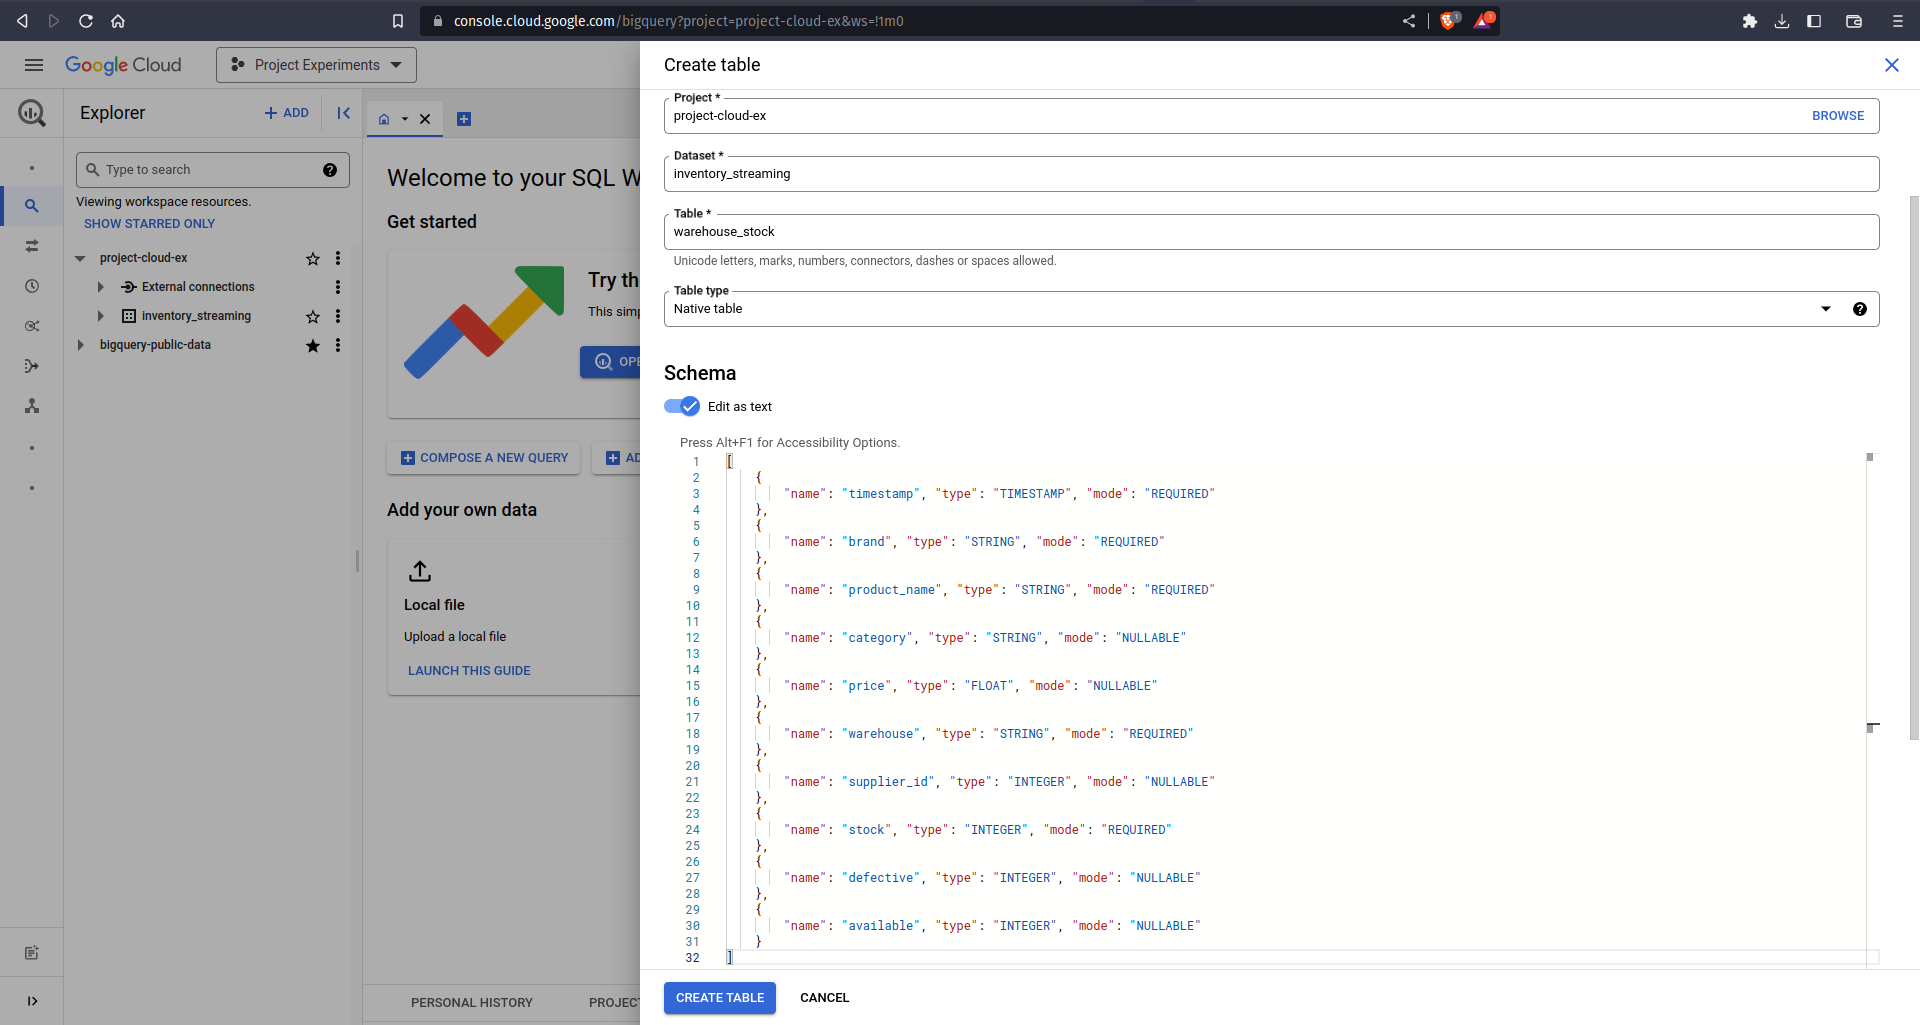 console.cloud.google.com/bigquery?project=project-cloud-ex&ws=!1m0
1
1
Google Cloud
Project Experiments
Explorer
ADD
Type to search
Viewing workspace resources.
SHOW STARRED ONLY
project-cloud-ex
External connections
inventory_streaming
bigquery-public-data
Welcome to your SQL W
Get started
Try th
This simp
OPE
COMPOSE A NEW QUERY
AD
Add your own data
Local file
Upload a local file
LAUNCH THIS GUIDE
PERSONAL HISTORY
PROJECT
Create table
Project *
project-cloud-ex
BROWSE
Dataset *
inventory_streaming
Table *
warehouse_stock
Unicode letters, marks, numbers, connectors, dashes or spaces allowed.
Table type
Native table
Schema
Edit as text
Press Alt+F1 for Accessibility Options.
1 [
2 {
3 "name": "timestamp", "type": "TIMESTAMP", "mode": "REQUIRED"
4 },
5 {
6 "name": "brand", "type": "STRING", "mode": "REQUIRED"
7 },
8 {
9 "name": "product_name", "type": "STRING", "mode": "REQUIRED"
10 },
11 {
12 "name": "category", "type": "STRING", "mode": "NULLABLE"
13 },
14 {
15 "name": "price", "type": "FLOAT", "mode": "NULLABLE"
16 },
17 {
18 "name": "warehouse", "type": "STRING", "mode": "REQUIRED"
19 },
20 {
21 "name": "supplier_id", "type": "INTEGER", "mode": "NULLABLE"
22 },
23 {
24 "name": "stock", "type": "INTEGER", "mode": "REQUIRED"
25 },
26 {
27 "name": "defective", "type": "INTEGER", "mode": "NULLABLE"
28 },
29 {
30 "name": "available", "type": "INTEGER", "mode": "NULLABLE"
31 }
32 ]
CREATE TABLE
CANCEL